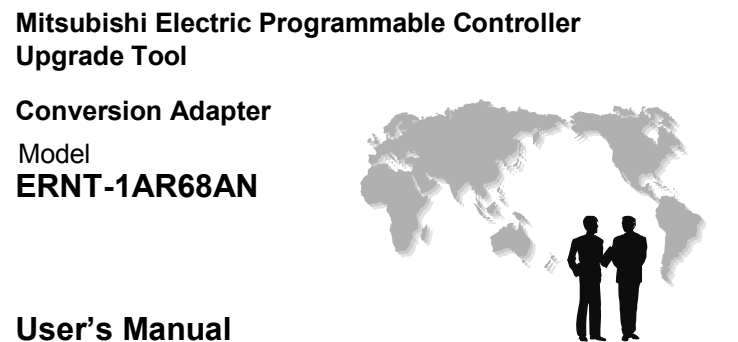 Mitsubishi Electric Programmable Controller
Upgrade Tool
Conversion Adapter
Model
ERNT-1AR68AN
User's Manual